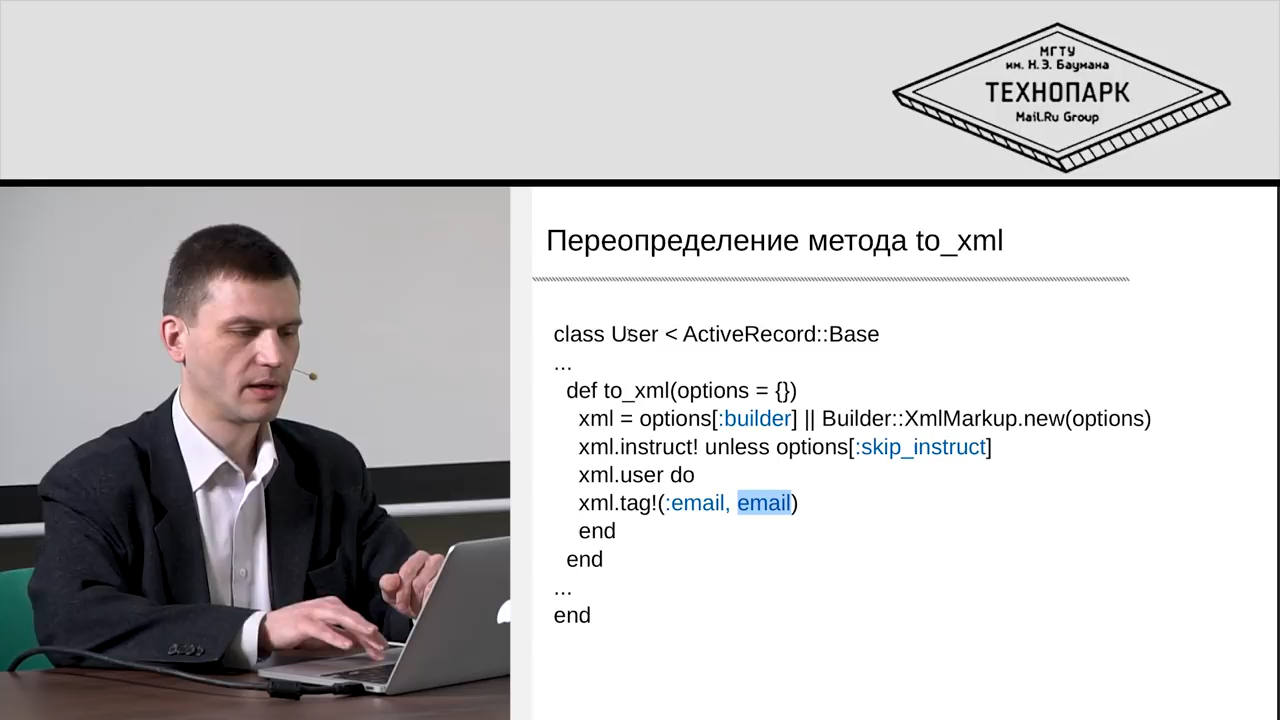 МГТУ
им. Н.Э. Баумана
ТЕХНОПАРК
Mail.Ru Group
Переопределение метода to_xml
class User < ActiveRecord::Base
...
def to_xml(options = {})
xml = options[:builder] || Builder::XmlMarkup.new(options)
xml.instruct! unless options[:skip_instruct]
xml.user do
xml.tag!(:email, email)
end
end
...
end